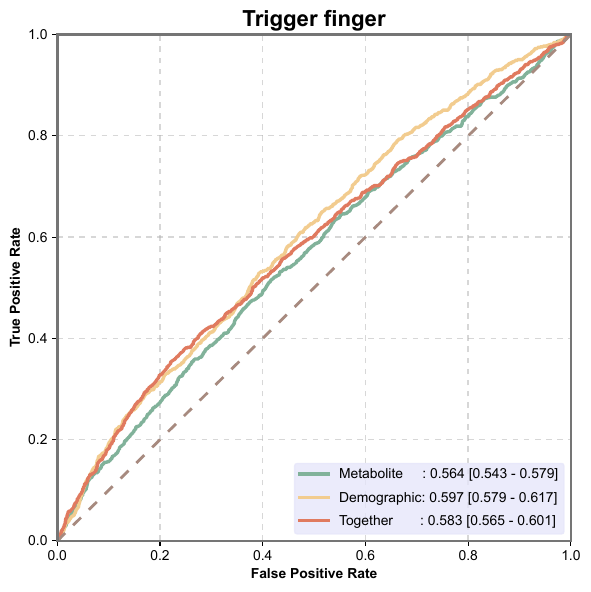 Trigger finger
1.0
0.8
0.6
0.4
0.2
0.0
True Positive Rate
0.0 0.2 0.4 0.6 0.8 1.0
False Positive Rate
Metabolite : 0.564 [0.543 - 0.579]
Demographic: 0.597 [0.579 - 0.617]
Together : 0.583 [0.565 - 0.601]